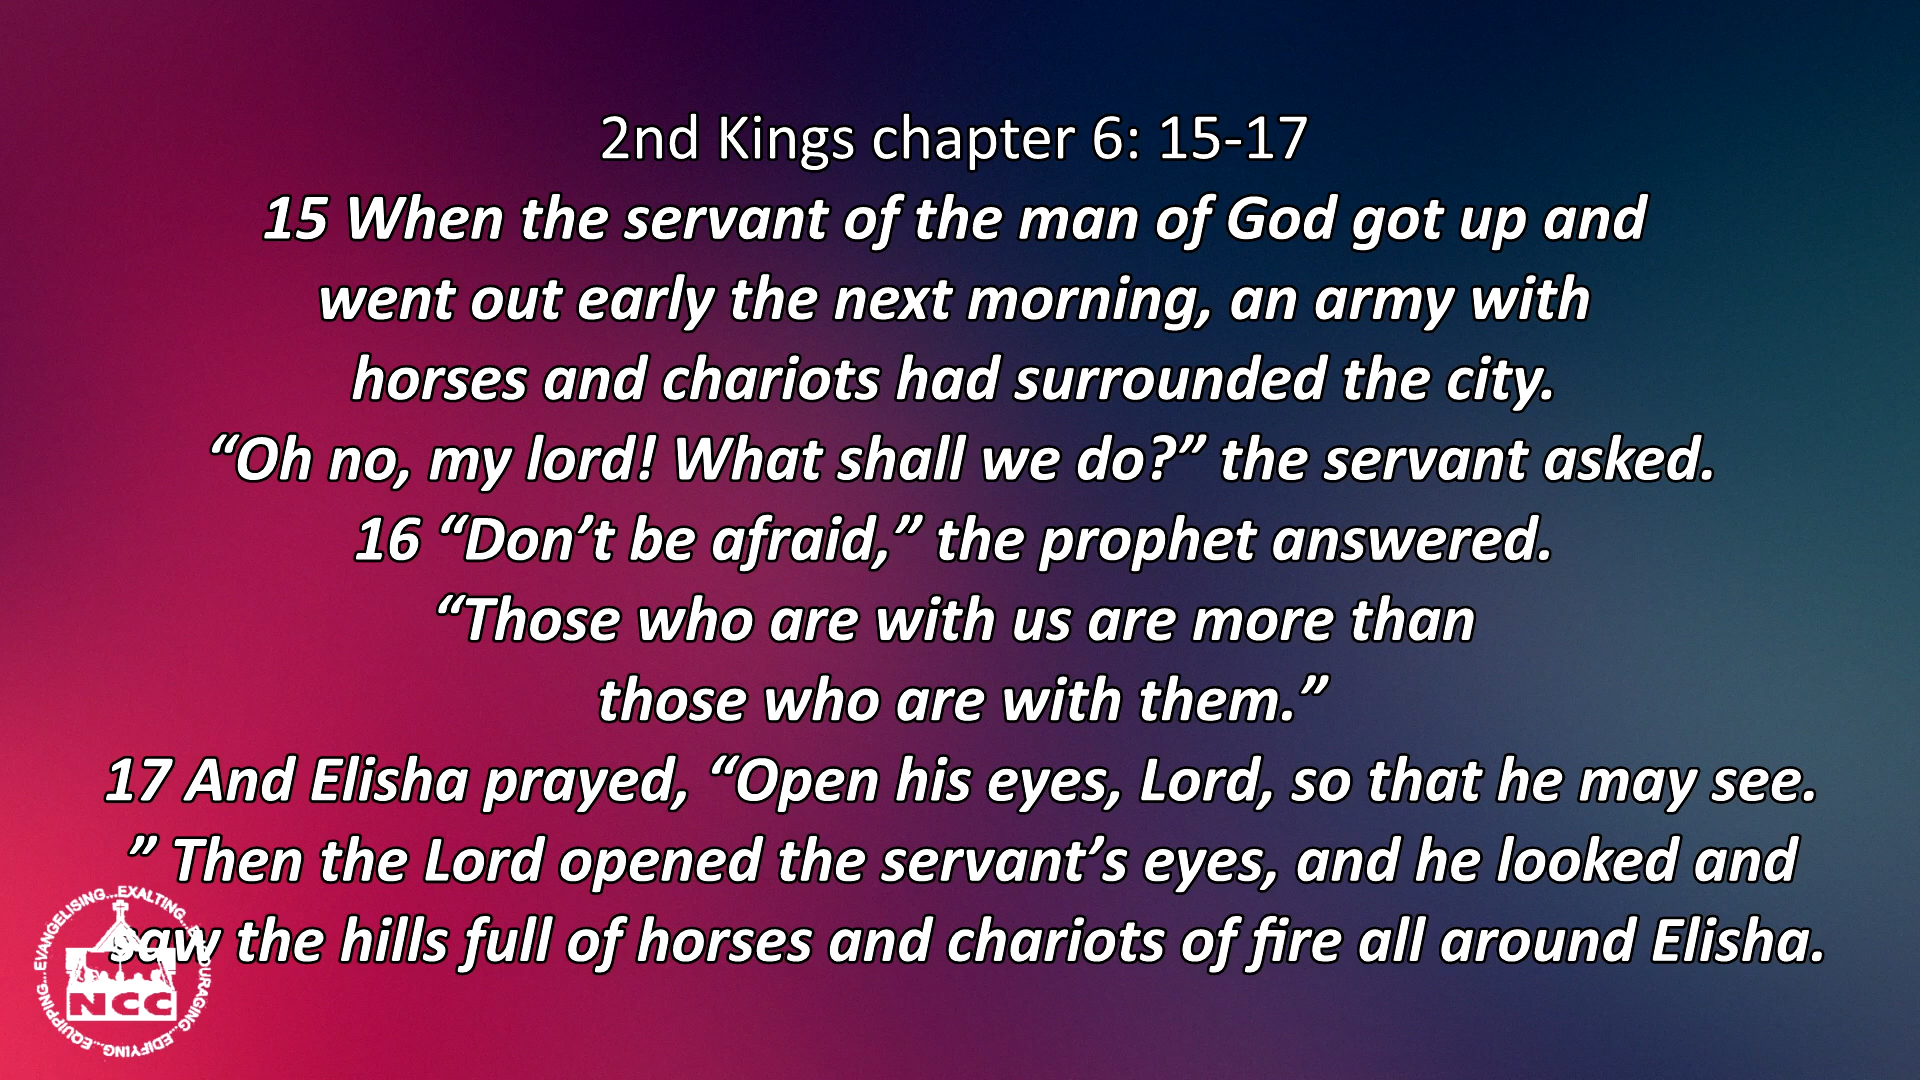 2nd Kings chapter 6: 15-17
15 When the servant of the man of God got up and
went out early the next morning, an army with
horses and chariots had surrounded the city.
“Oh no, my lord! What shall we do?” the servant asked.
16 “Don’t be afraid,” the prophet answered.
“Those who are with us are more than
those who are with them.”
17 And Elisha prayed, “Open his eyes, Lord, so that he may see.
” Then the Lord opened the servant’s eyes, and he looked and
saw the hills full of horses and chariots of fire all around Elisha.
EVANGELISING...EXALTING...ENCOURAGING...EDIFYING...EQUIPPING...
NCC